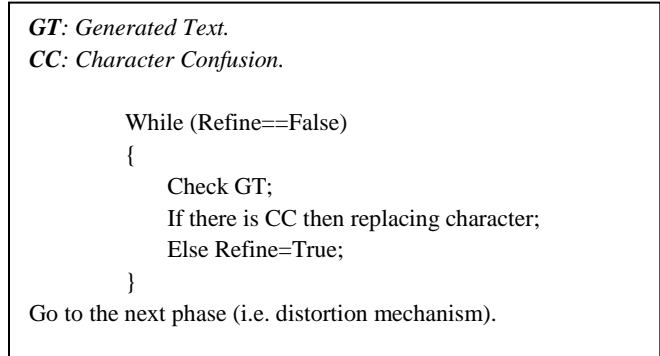 GT: Generated Text.
CC: Character Confusion.
While (Refine==False)
{
Check GT;
If there is CC then replacing character;
Else Refine=True;
}
Go to the next phase (i.e. distortion mechanism).